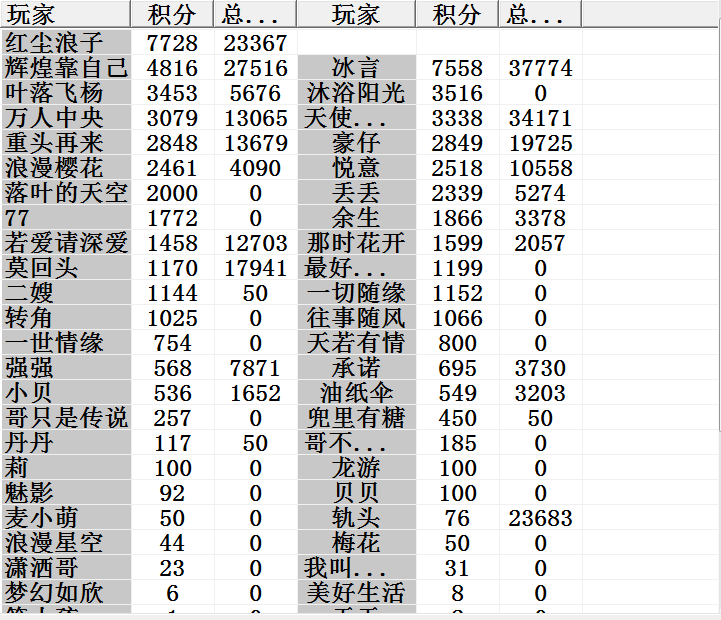 玩家 积分 总... 玩家 积分 总...
红尘浪子 7728 23367
辉煌靠自己 4816 27516 冰言 7558 37774
叶落飞杨 3453 5676 沐浴阳光 3516 0
万人中央 3079 13065 天使... 3338 34171
重头再来 2848 13679 豪仔 2849 19725
浪漫樱花 2461 4090 悦意 2518 10558
落叶的天空 2000 0 丢丢 2339 5274
77 1772 0 余生 1866 3378
若爱请深爱 1458 12703 那时花开 1599 2057
莫回头 1170 17941 最好... 1199 0
二嫂 1144 50 一切随缘 1152 0
转角 1025 0 往事随风 1066 0
一世情缘 754 0 天若有情 800 0
强强 568 7871 承诺 695 3730
小贝 536 1652 油纸伞 549 3203
哥只是传说 257 0 兜里有糖 450 50
丹丹 117 50 哥不... 185 0
莉 100 0 龙游 100 0
魅影 92 0 贝贝 100 0
麦小萌 50 0 轨头 76 23683
浪漫星空 44 0 梅花 50 0
潇洒哥 23 0 我叫... 31 0
梦幻如欣 6 0 美好生活 8 0